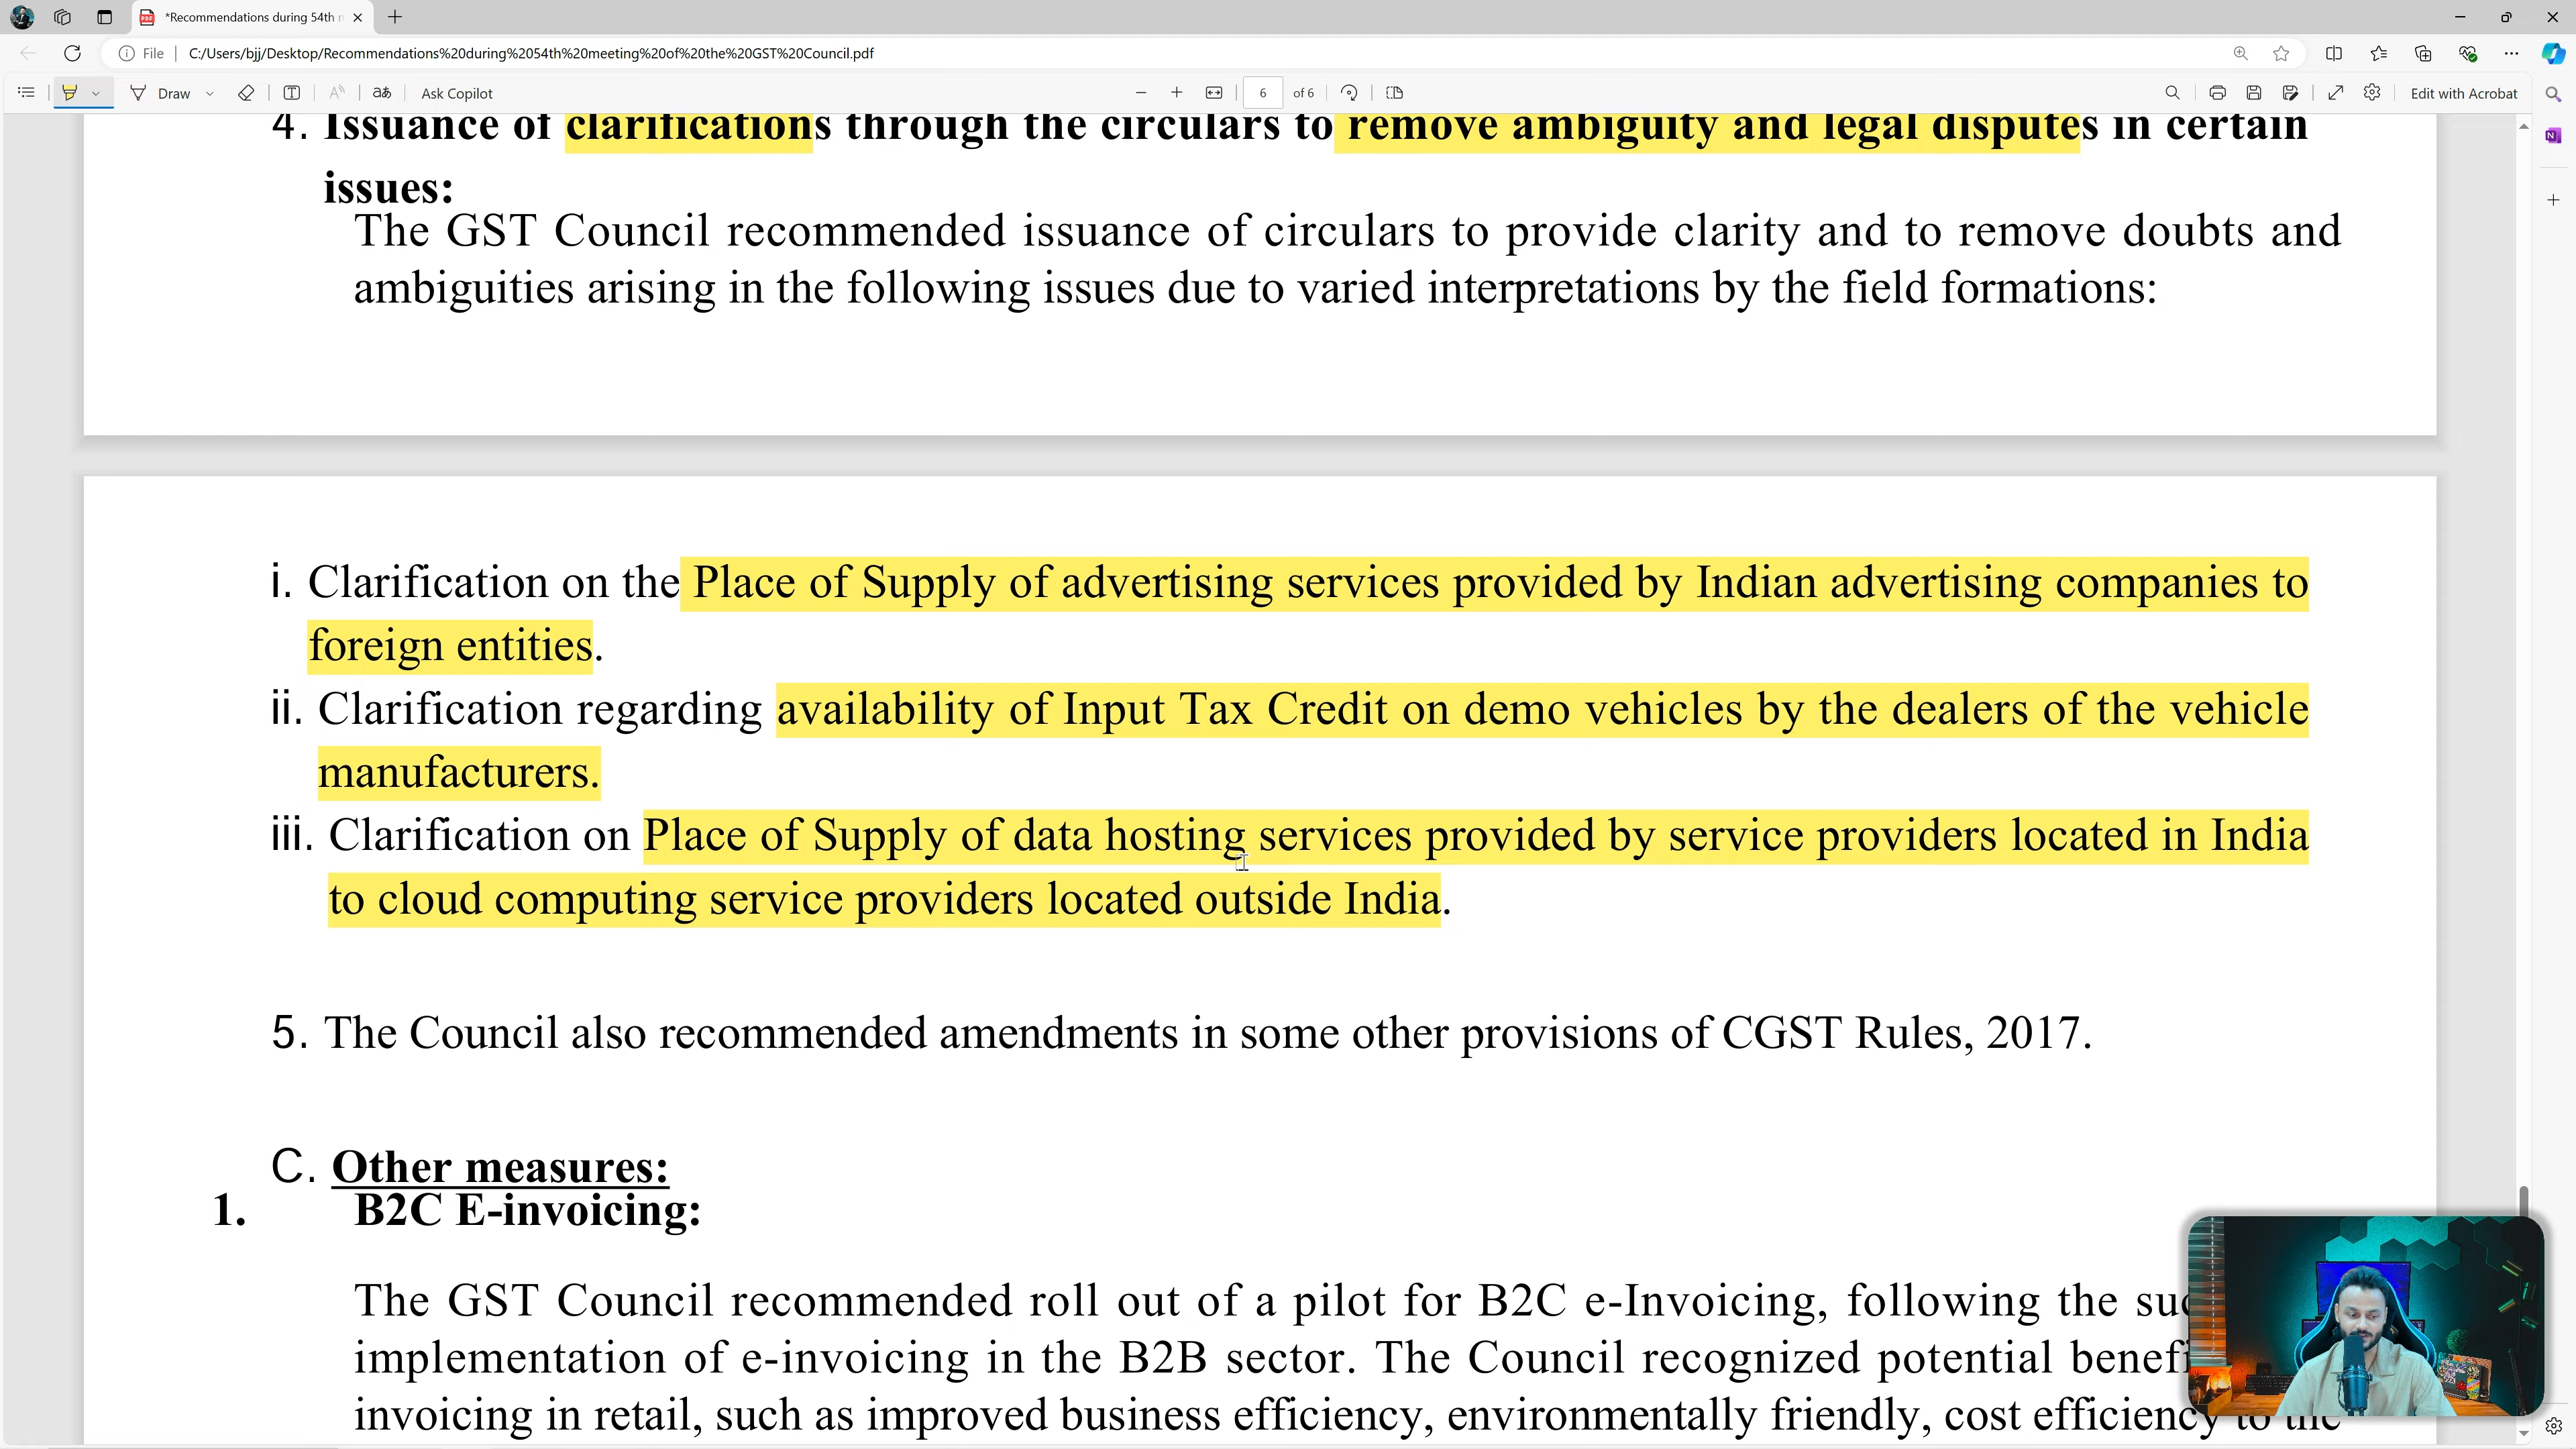 *Recommendations during 54th
File
C:/Users/bjj/Desktop/Recommendations%20during%2054th%20meeting%20of%20the%20GST%20Council.pdf
Draw
aあ
Ask Copilot
6
of 6
Edit with Acrobat
4. Issuance of clarifications through the circulars to remove ambiguity and legal disputes in certain
issues:
The GST Council recommended issuance of circulars to provide clarity and to remove doubts and
ambiguities arising in the following issues due to varied interpretations by the field formations:
i. Clarification on the Place of Supply of advertising services provided by Indian advertising companies to
foreign entities.
ii. Clarification regarding availability of Input Tax Credit on demo vehicles by the dealers of the vehicle
manufacturers.
iii. Clarification on Place of Supply of data hosting services provided by service providers located in India
to cloud computing service providers located outside India.
5. The Council also recommended amendments in some other provisions of CGST Rules, 2017.
C. Other measures:
1. B2C E-invoicing:
The GST Council recommended roll out of a pilot for B2C e-Invoicing, following the
implementation of e-invoicing in the B2B sector. The Council recognized potential
invoicing in retail, such as improved business efficiency, environmentally friendly, cost efficiency to the